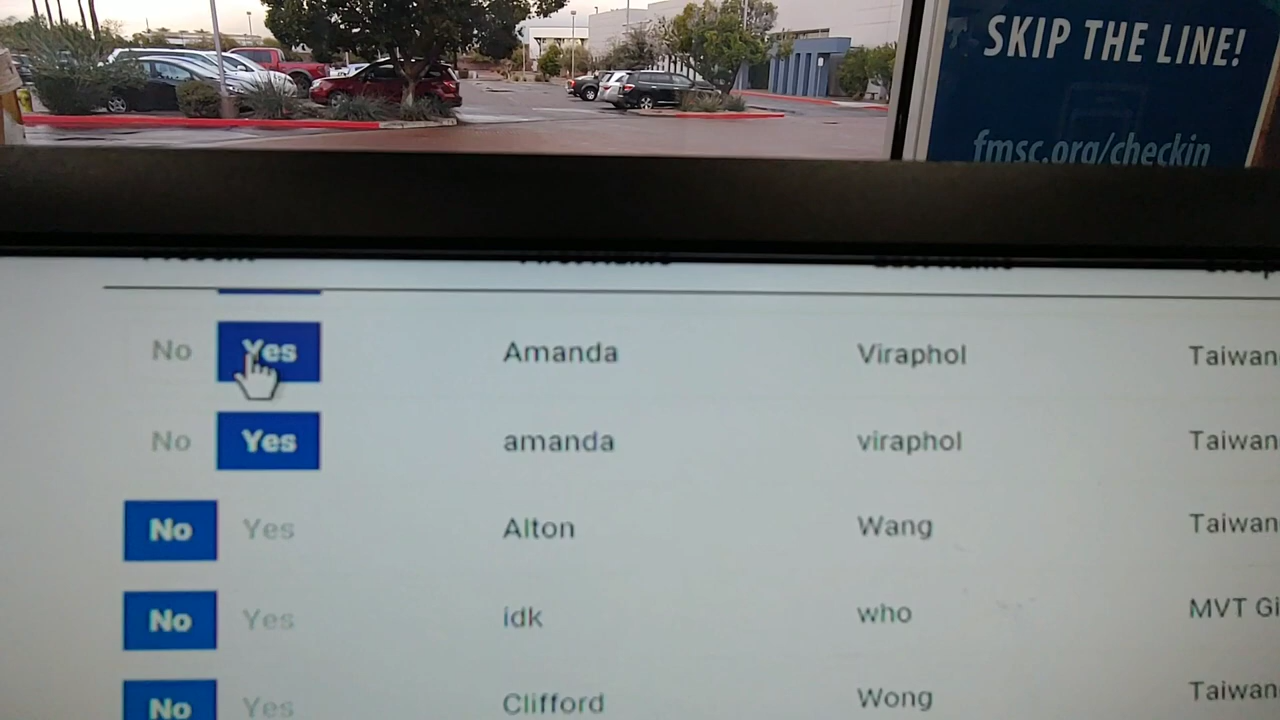 SKIP THE LINE!
fmsc.org/checkin
No Yes Amanda Viraphol Taiwan
No Yes amanda viraphol Taiwan
No Yes Alton Wang Taiwan
No Yes idk who MVT Gi
No Yes Clifford Wong Taiwan